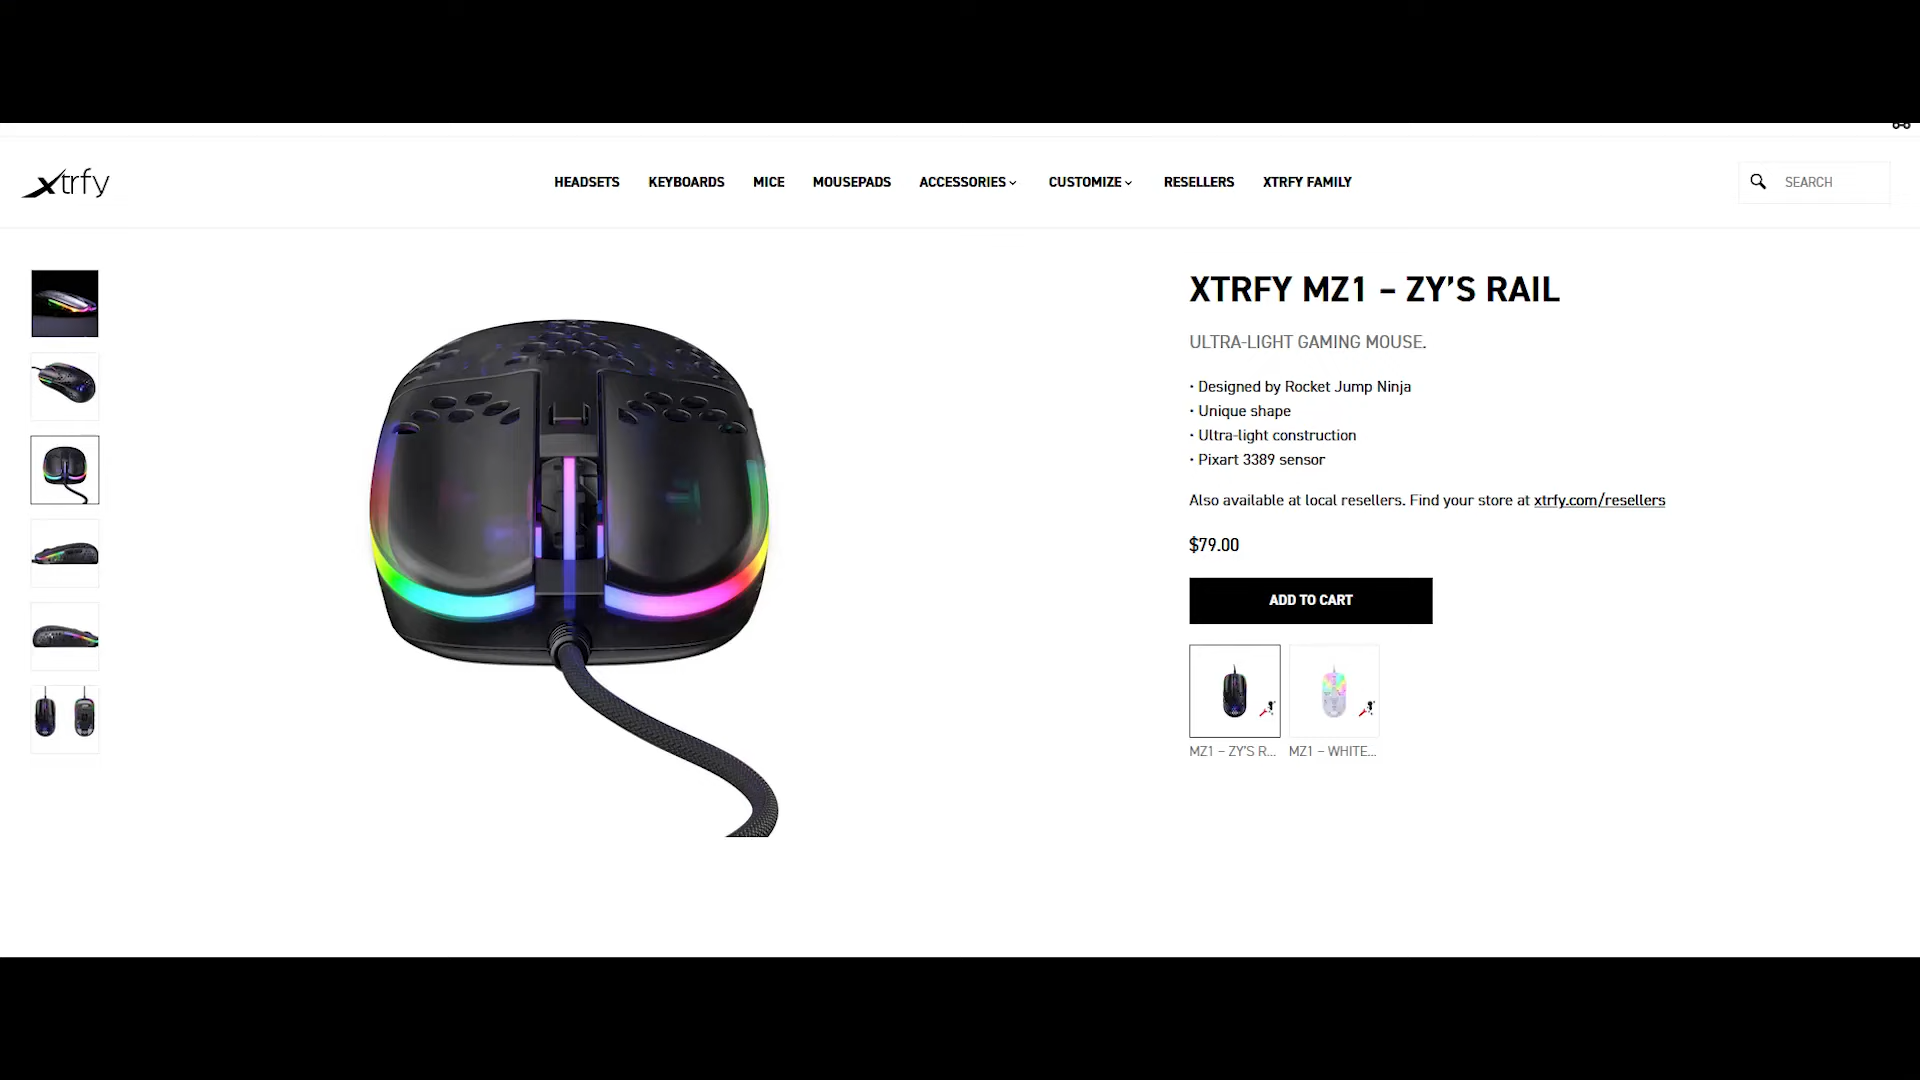 xtrfy
HEADSETS KEYBOARDS MICE MOUSEPADS ACCESSORIES CUSTOMIZE RESELLERS XTRFY FAMILY
SEARCH
XTRFY MZ1 – ZY’S RAIL
ULTRA-LIGHT GAMING MOUSE.
• Designed by Rocket Jump Ninja
• Unique shape
• Ultra-light construction
• Pixart 3389 sensor
Also available at local resellers. Find your store at xtrfy.com/resellers
$79.00
ADD TO CART
MZ1 – ZY’S R... MZ1 – WHITE...